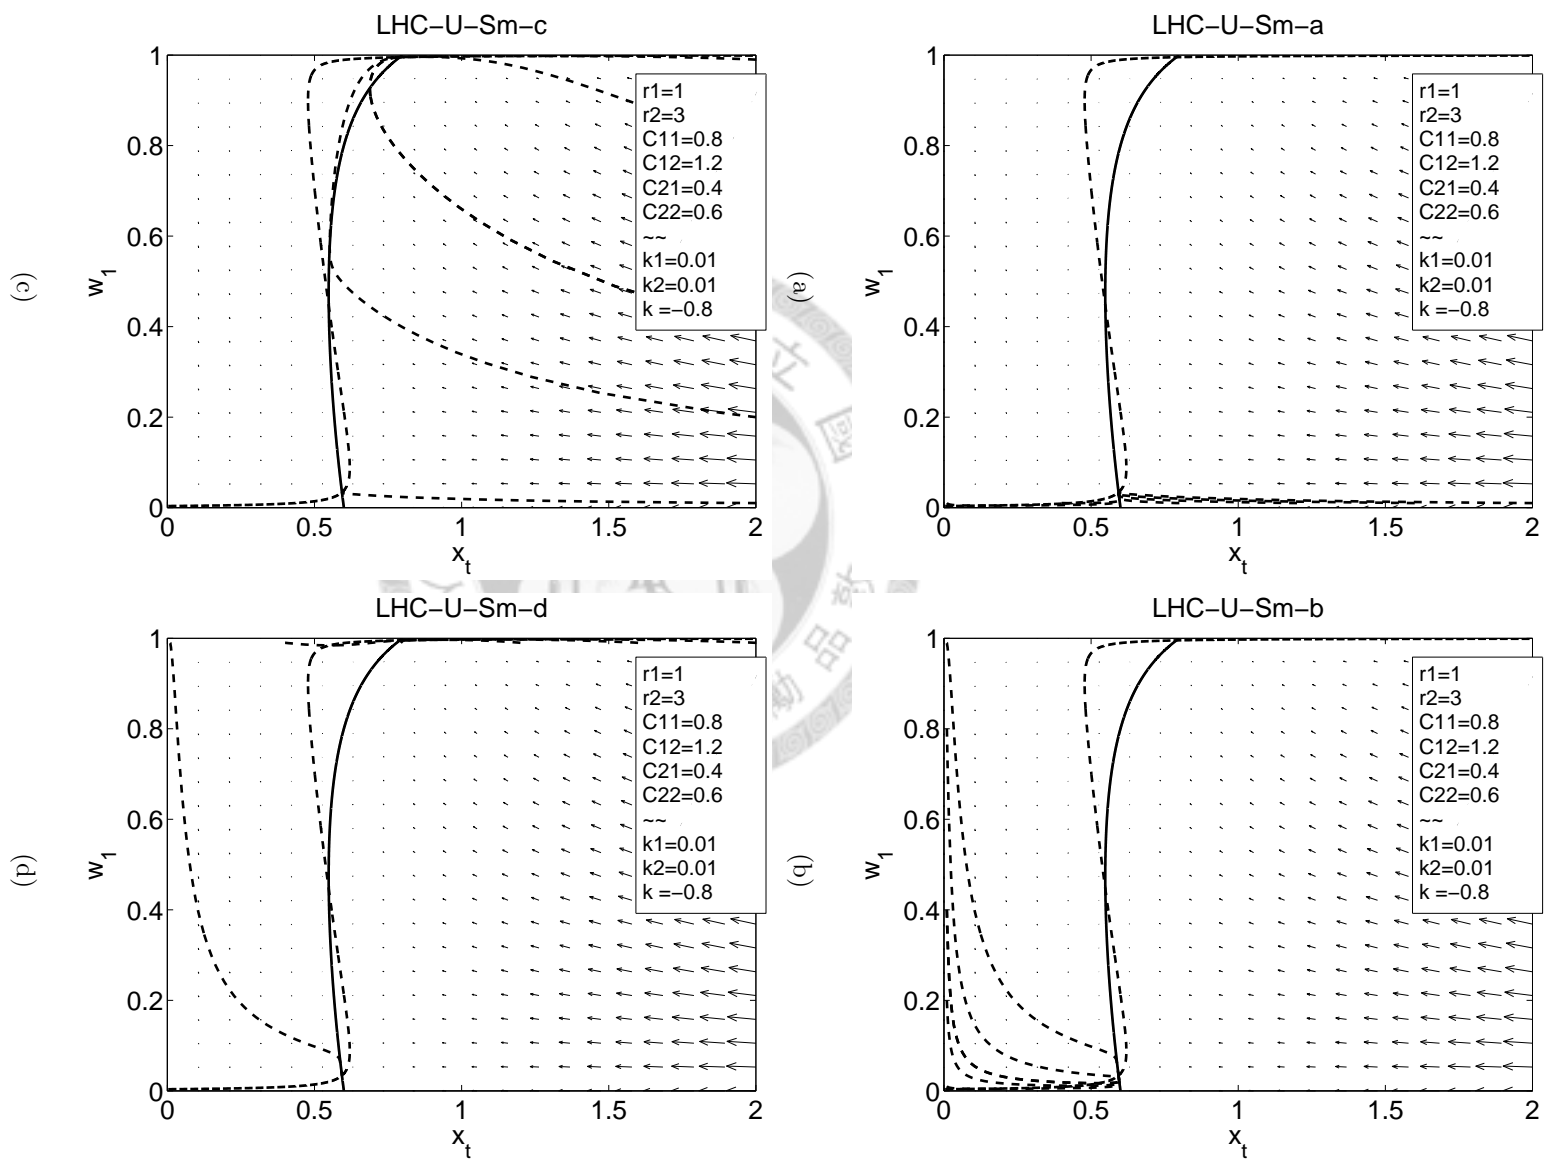 LHC−U−Sm−c
1
0.8
0.6
0.4
0.2
0
0
0.5
1
1.5
2
w1
xt
r1=1
r2=3
C11=0.8
C12=1.2
C21=0.4
C22=0.6
~~
k1=0.01
k2=0.01
k =−0.8
(c)
LHC−U−Sm−a
1
0.8
0.6
0.4
0.2
0
0
0.5
1
1.5
2
w1
xt
r1=1
r2=3
C11=0.8
C12=1.2
C21=0.4
C22=0.6
~~
k1=0.01
k2=0.01
k =−0.8
(a)
LHC−U−Sm−d
1
0.8
0.6
0.4
0.2
0
0
0.5
1
1.5
2
w1
xt
r1=1
r2=3
C11=0.8
C12=1.2
C21=0.4
C22=0.6
~~
k1=0.01
k2=0.01
k =−0.8
(d)
LHC−U−Sm−b
1
0.8
0.6
0.4
0.2
0
0
0.5
1
1.5
2
w1
xt
r1=1
r2=3
C11=0.8
C12=1.2
C21=0.4
C22=0.6
~~
k1=0.01
k2=0.01
k =−0.8
(b)
立
國
品
勵